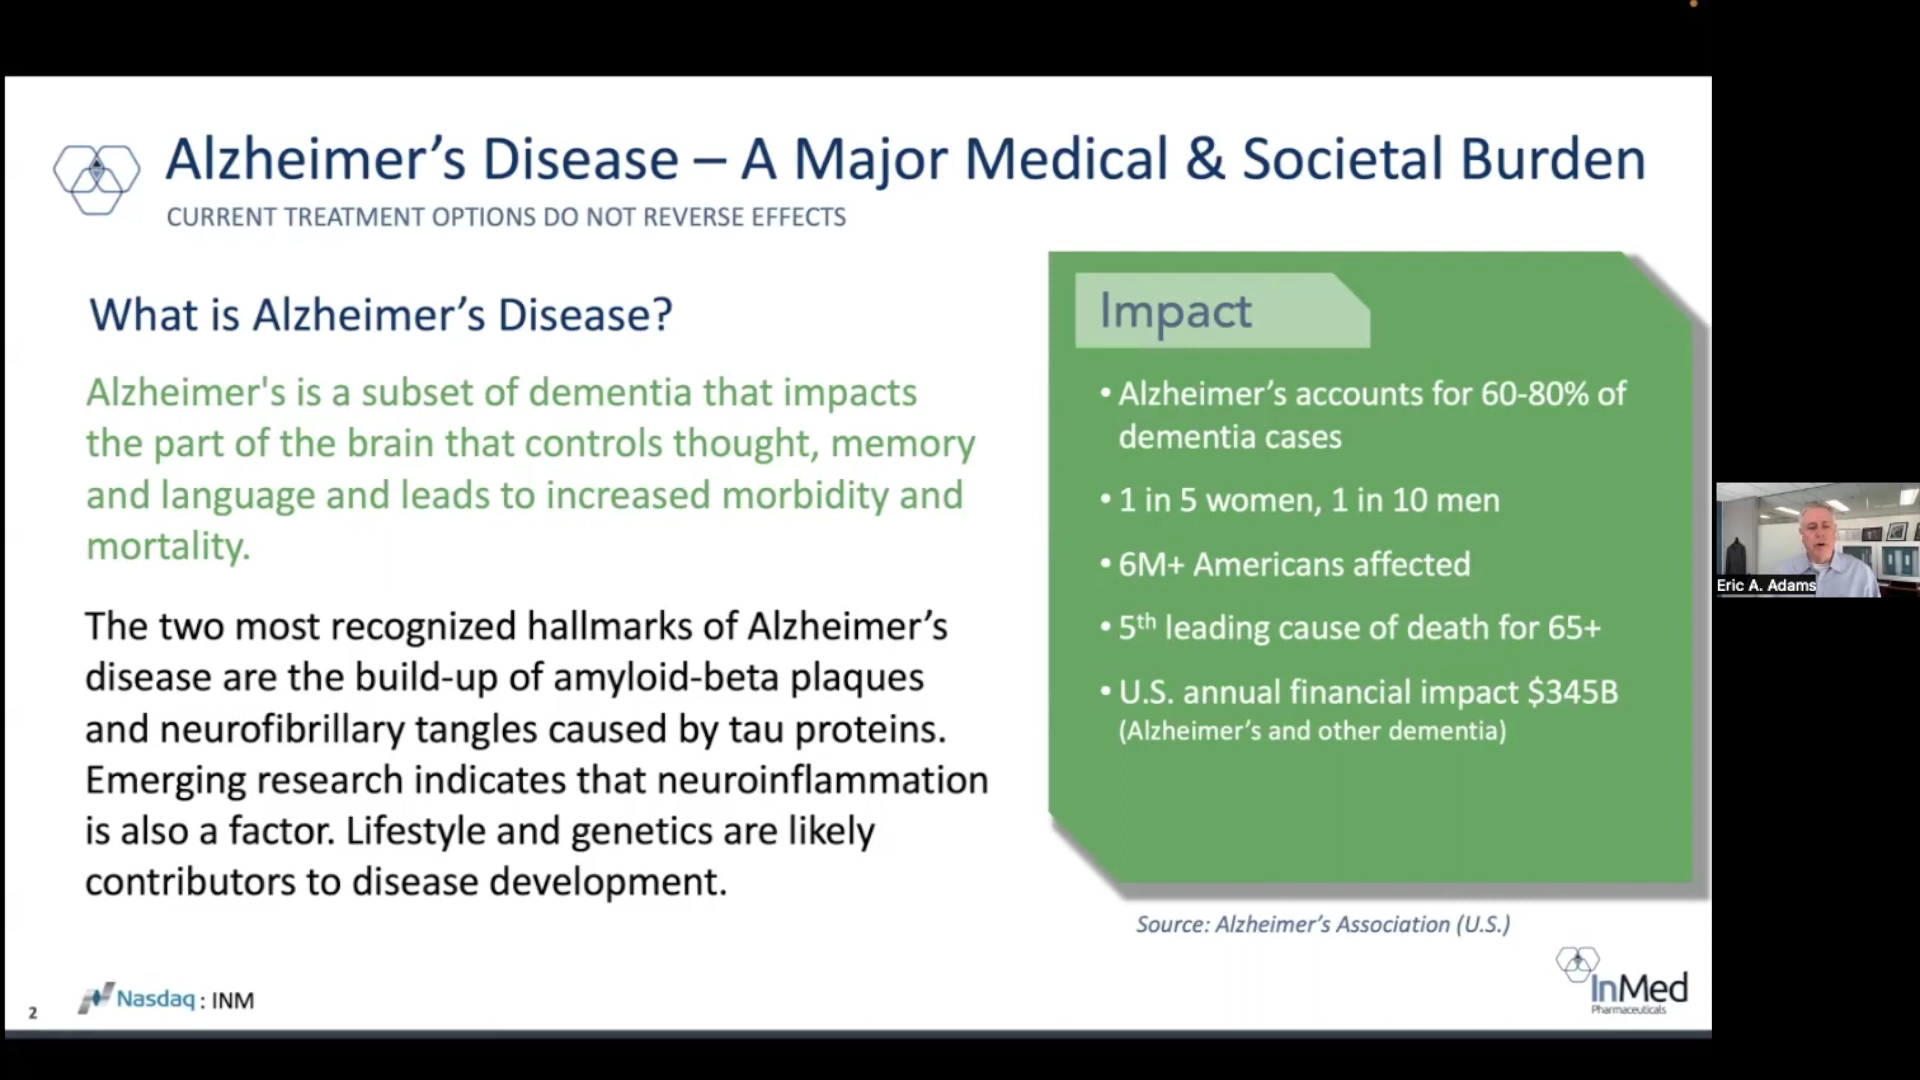 Alzheimer’s Disease – A Major Medical & Societal Burden
CURRENT TREATMENT OPTIONS DO NOT REVERSE EFFECTS
What is Alzheimer’s Disease?
Alzheimer's is a subset of dementia that impacts
the part of the brain that controls thought, memory
and language and leads to increased morbidity and
mortality.
The two most recognized hallmarks of Alzheimer’s
disease are the build-up of amyloid-beta plaques
and neurofibrillary tangles caused by tau proteins.
Emerging research indicates that neuroinflammation
is also a factor. Lifestyle and genetics are likely
contributors to disease development.
Impact
• Alzheimer’s accounts for 60-80% of
dementia cases
• 1 in 5 women, 1 in 10 men
• 6M+ Americans affected
• 5th leading cause of death for 65+
• U.S. annual financial impact $345B
(Alzheimer’s and other dementia)
Source: Alzheimer’s Association (U.S.)
Eric A. Adams
2
Nasdaq : INM
InMed
Pharmaceuticals